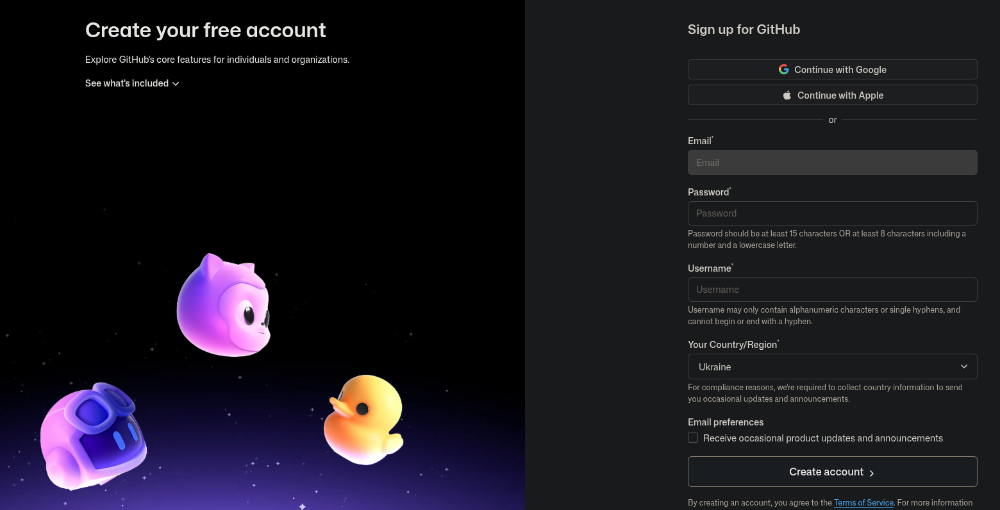 Create your free account
Explore GitHub's core features for individuals and organizations.
See what's included
Sign up for GitHub
Continue with Google
Continue with Apple
or
Email*
Email
Password*
Password
Password should be at least 15 characters OR at least 8 characters including a
number and a lowercase letter.
Username*
Username
Username may only contain alphanumeric characters or single hyphens, and
cannot begin or end with a hyphen.
Your Country/Region*
Ukraine
For compliance reasons, we're required to collect country information to send
you occasional updates and announcements.
Email preferences
Receive occasional product updates and announcements
Create account
By creating an account, you agree to the Terms of Service. For more information